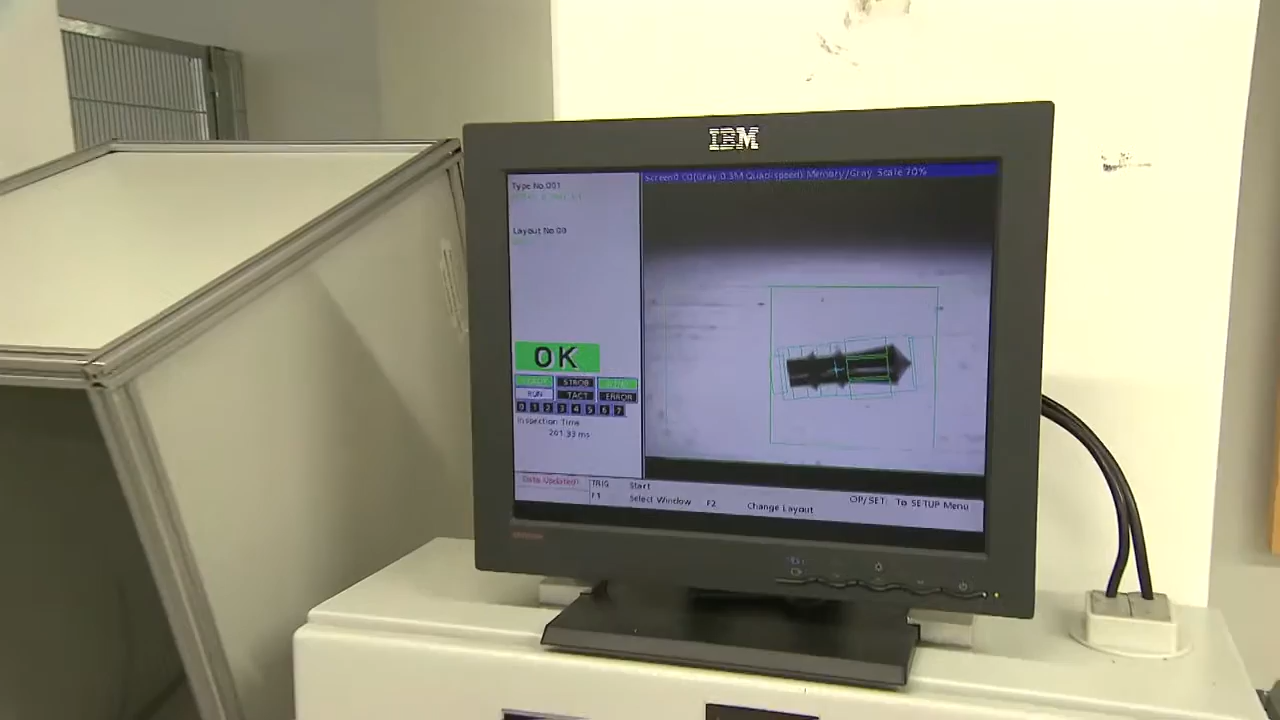 IBM
Screen0 C0(Gray 0.3M Quad-speed) Memory/Gray Scale 70%
Type No.001
Layout No.00
OK
READY STROB
RUN TACT ERROR
0 1 2 3 4 5 6 7
Inspection Time
261.33 ms
Data Updated!
TRIG Start
F1 Select Window F2 Change Layout OP/SET: To SETUP Menu